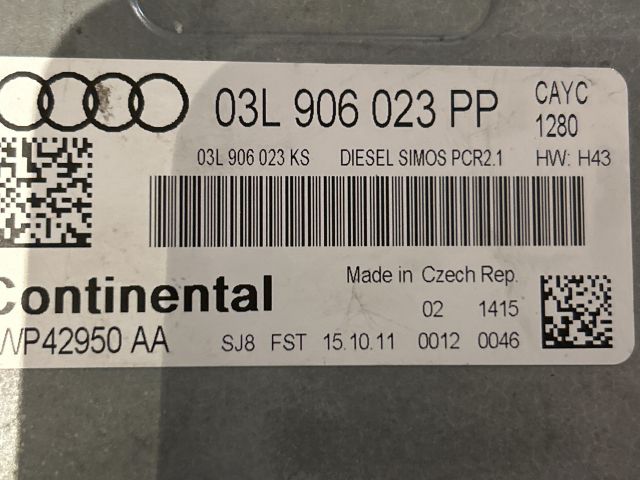 03L 906 023 PP
CAYC
1280
03L 906 023 KS DIESEL SIMOS PCR2.1 HW: H43
Continental
Made in Czech Rep.
02 1415
WP42950 AA SJ8 FST 15.10.11 0012 0046